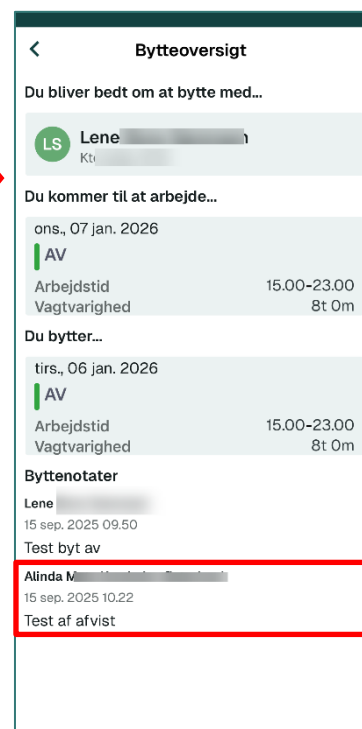 Bytteoversigt
Du bliver bedt om at bytte med...
LS
Lene
Du kommer til at arbejde...
ons., 07 jan. 2026
AV
Arbejdstid 15.00-23.00
Vagtvarighed 8t 0m
Du bytter...
tirs., 06 jan. 2026
AV
Arbejdstid 15.00-23.00
Vagtvarighed 8t 0m
Byttenotater
Lene
15 sep. 2025 09.50
Test byt av
Alinda
15 sep. 2025 10.22
Test af afvist